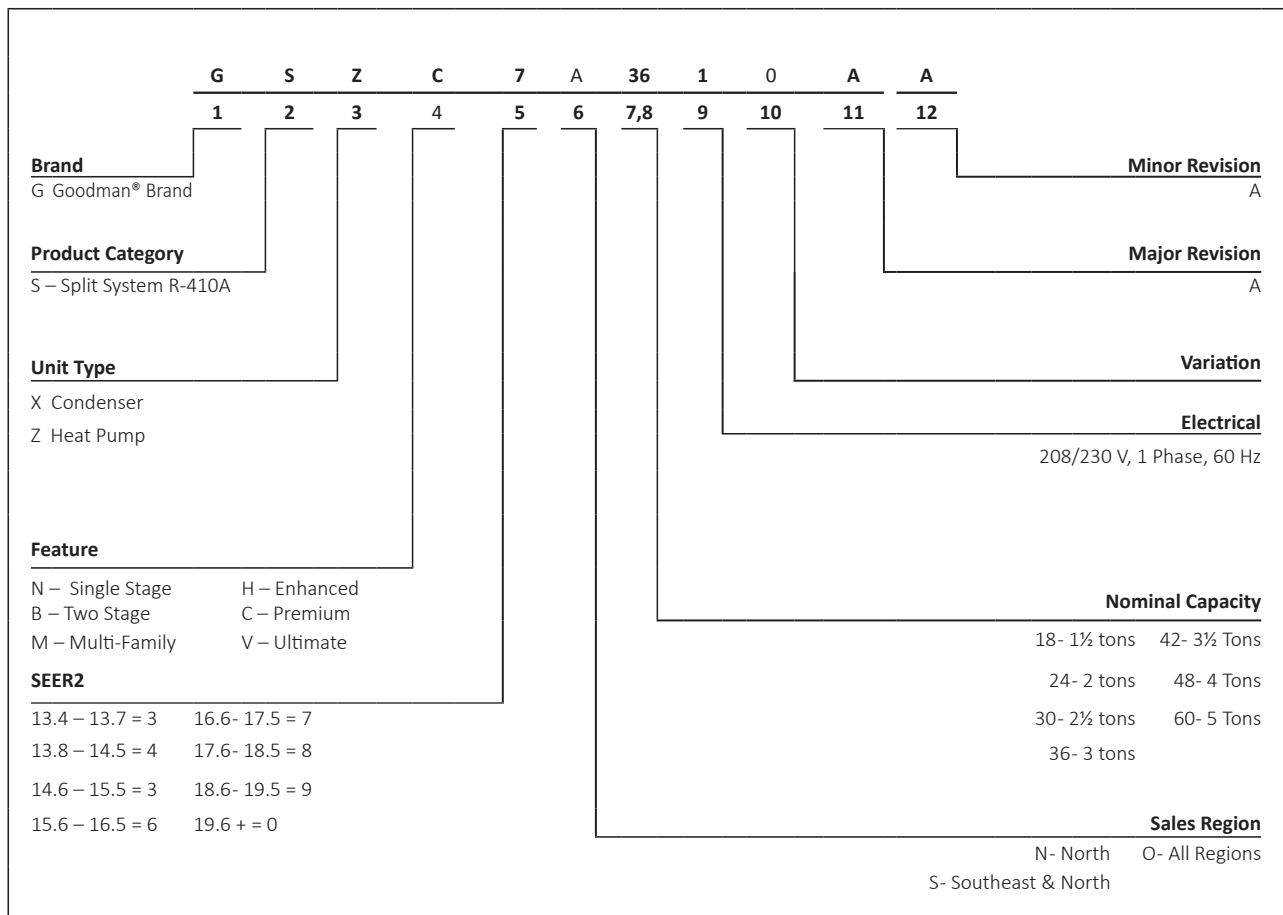 G S Z C 7 A 36 1 0 A A
1 2 3 4 5 6 7,8 9 10 11 12
Brand
G Goodman® Brand
Minor Revision
A
Product Category
S – Split System R-410A
Major Revision
A
Unit Type
X Condenser
Z Heat Pump
Variation
Electrical
208/230 V, 1 Phase, 60 Hz
Feature
N – Single Stage H – Enhanced
B – Two Stage C – Premium
M – Multi-Family V – Ultimate
Nominal Capacity
18- 1½ tons 42- 3½ Tons
24- 2 tons 48- 4 Tons
30- 2½ tons 60- 5 Tons
36- 3 tons
SEER2
13.4 – 13.7 = 3 16.6- 17.5 = 7
13.8 – 14.5 = 4 17.6- 18.5 = 8
14.6 – 15.5 = 3 18.6- 19.5 = 9
15.6 – 16.5 = 6 19.6 + = 0
Sales Region
N- North O- All Regions
S- Southeast & North